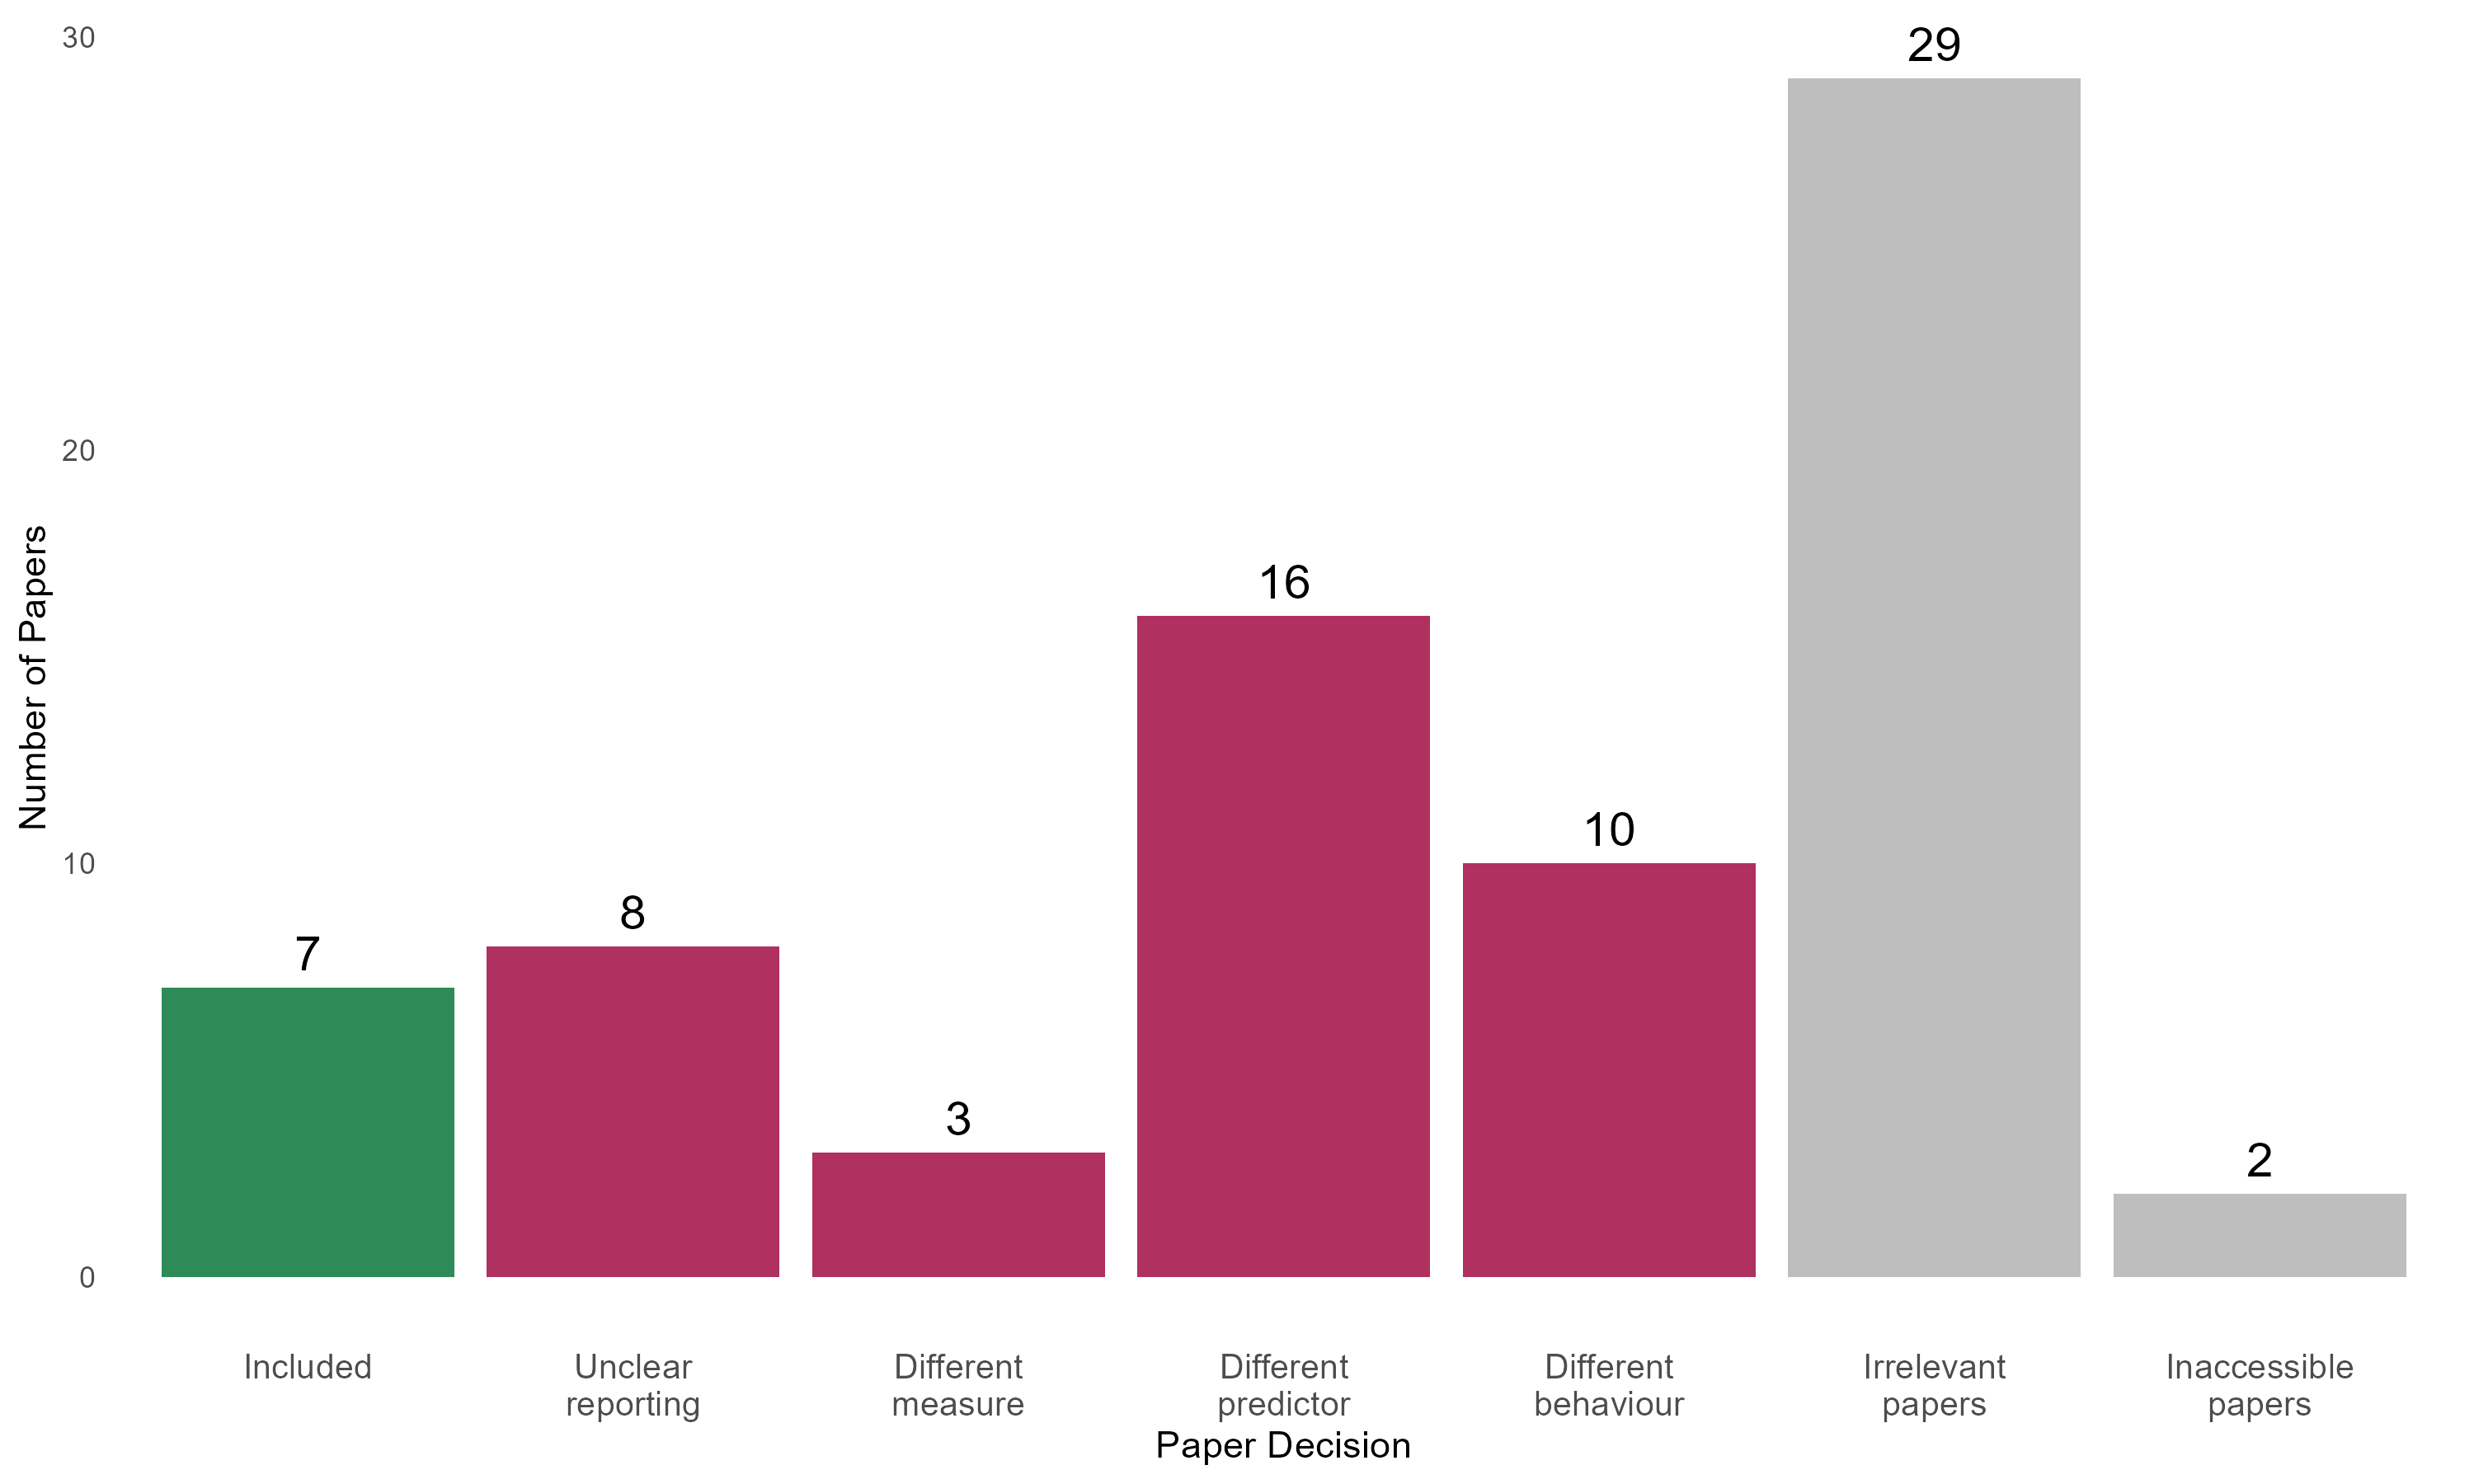 30
20
10
0
Number of Papers
7
8
3
16
10
29
2
Included
Unclear
reporting
Different
measure
Different
predictor
Different
behaviour
Irrelevant
papers
Inaccessible
papers
Paper Decision